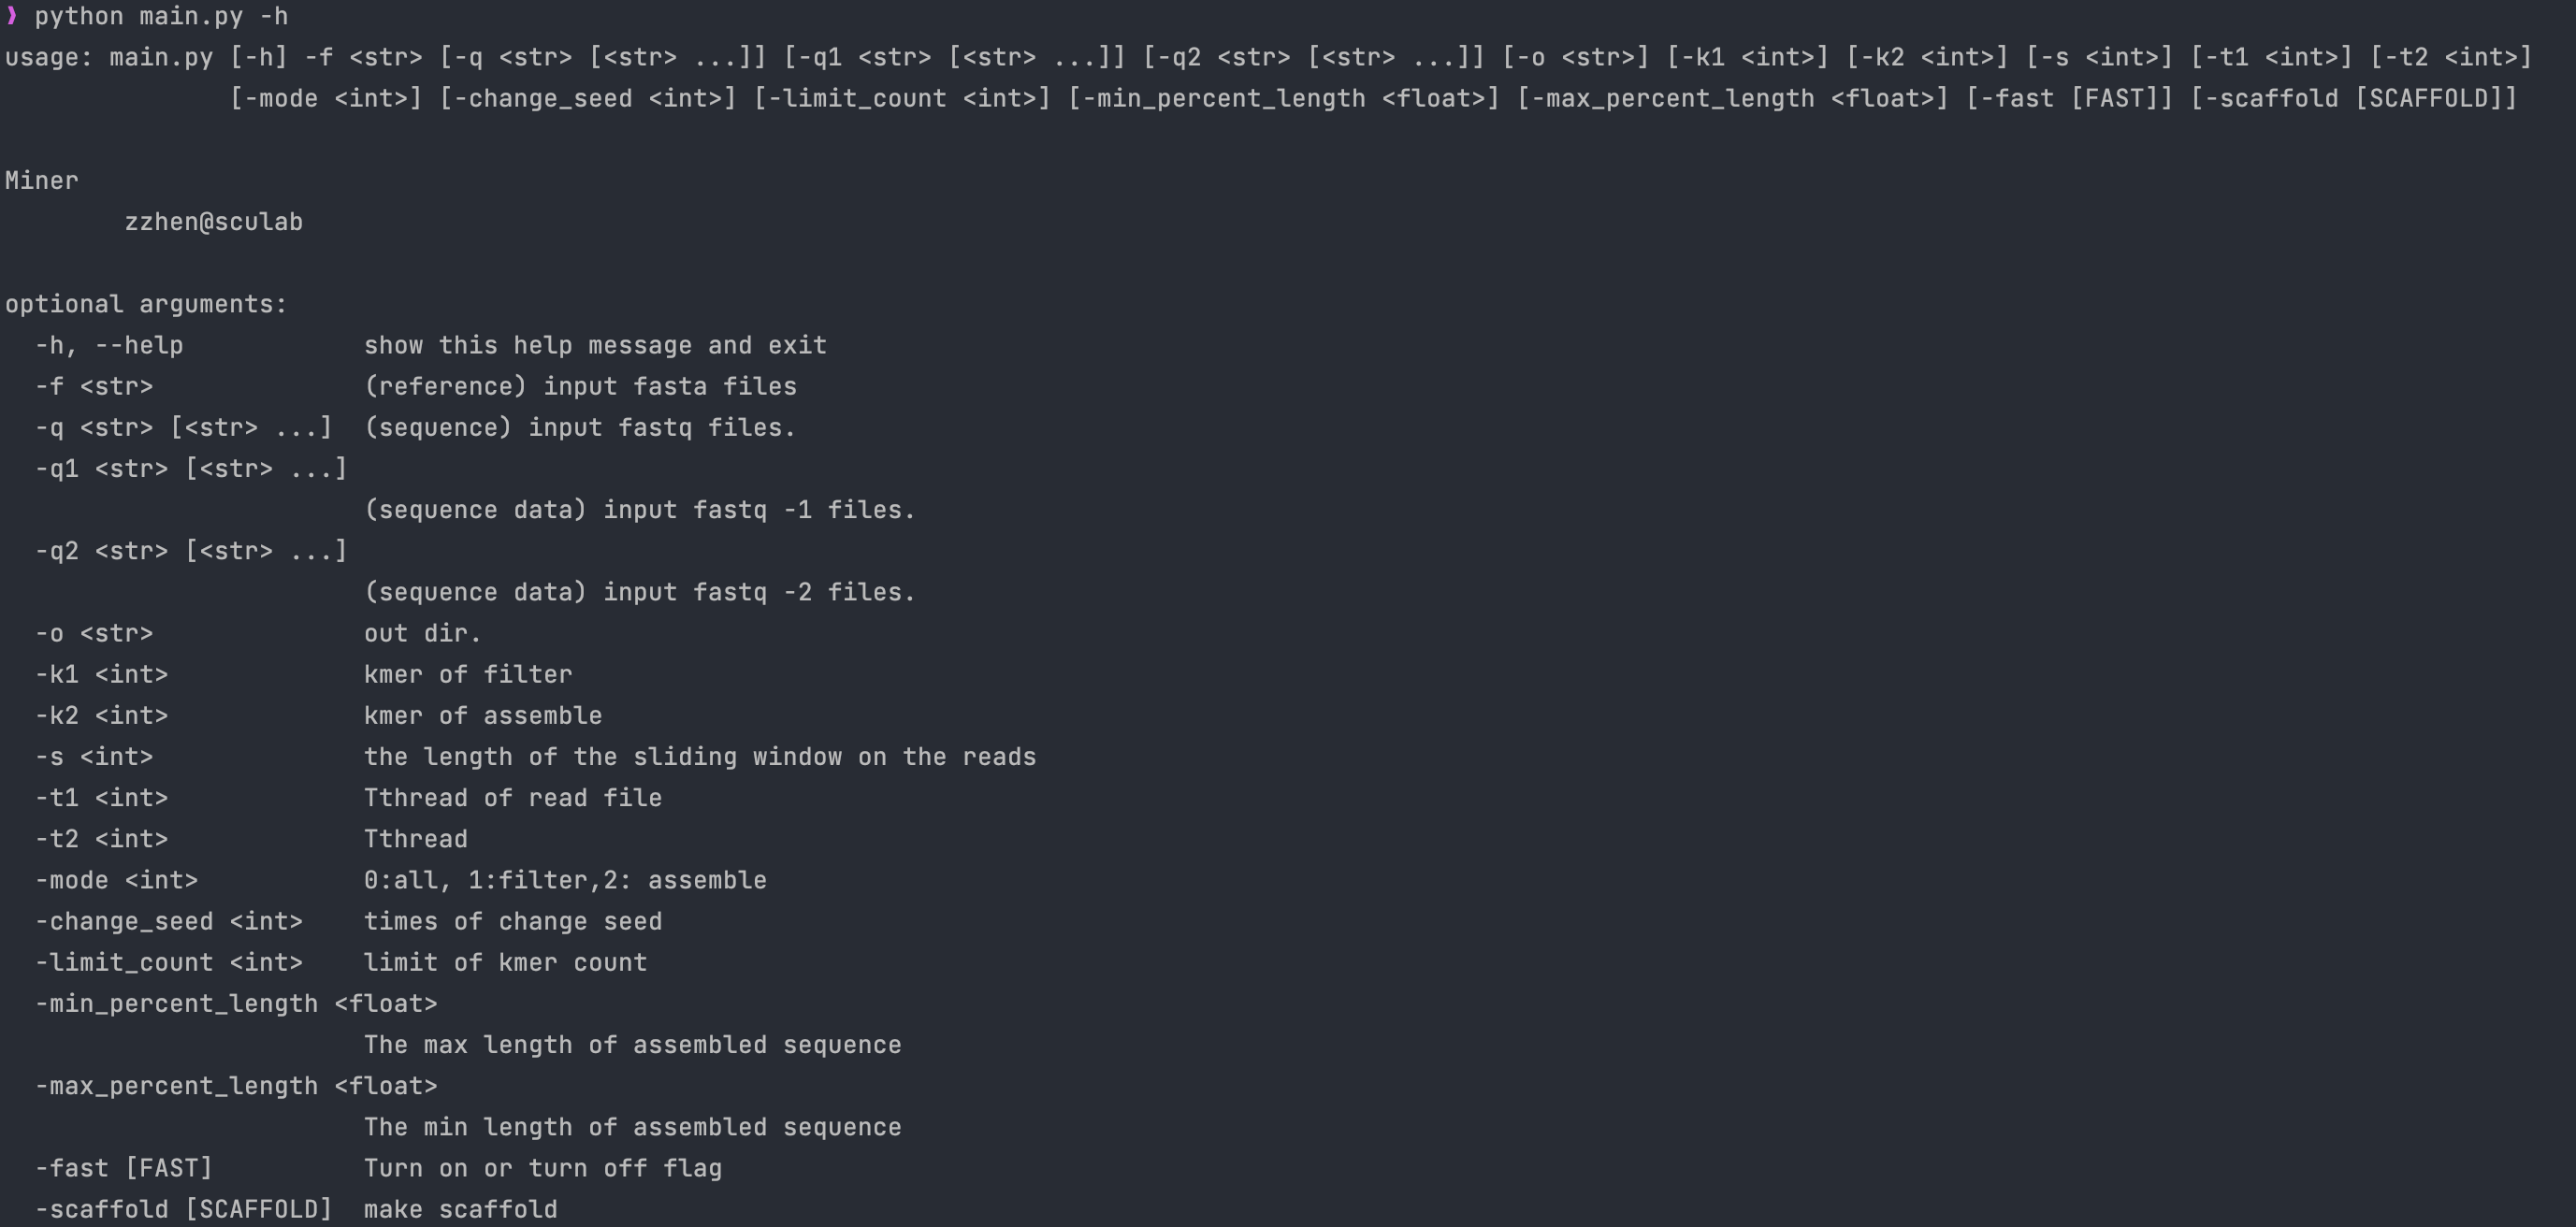 ❯ python main.py -h
usage: main.py [-h] -f <str> [-q <str> [<str> ...]] [-q1 <str> [<str> ...]] [-q2 <str> [<str> ...]] [-o <str>] [-k1 <int>] [-k2 <int>] [-s <int>] [-t1 <int>] [-t2 <int>]
               [-mode <int>] [-change_seed <int>] [-limit_count <int>] [-min_percent_length <float>] [-max_percent_length <float>] [-fast [FAST]] [-scaffold [SCAFFOLD]]

Miner
        zzhen@sculab

optional arguments:
  -h, --help            show this help message and exit
  -f <str>              (reference) input fasta files
  -q <str> [<str> ...]  (sequence) input fastq files.
  -q1 <str> [<str> ...]
                        (sequence data) input fastq -1 files.
  -q2 <str> [<str> ...]
                        (sequence data) input fastq -2 files.
  -o <str>              out dir.
  -k1 <int>             kmer of filter
  -k2 <int>             kmer of assemble
  -s <int>              the length of the sliding window on the reads
  -t1 <int>             Tthread of read file
  -t2 <int>             Tthread
  -mode <int>           0:all, 1:filter,2: assemble
  -change_seed <int>    times of change seed
  -limit_count <int>    limit of kmer count
  -min_percent_length <float>
                        The max length of assembled sequence
  -max_percent_length <float>
                        The min length of assembled sequence
  -fast [FAST]          Turn on or turn off flag
  -scaffold [SCAFFOLD]  make scaffold